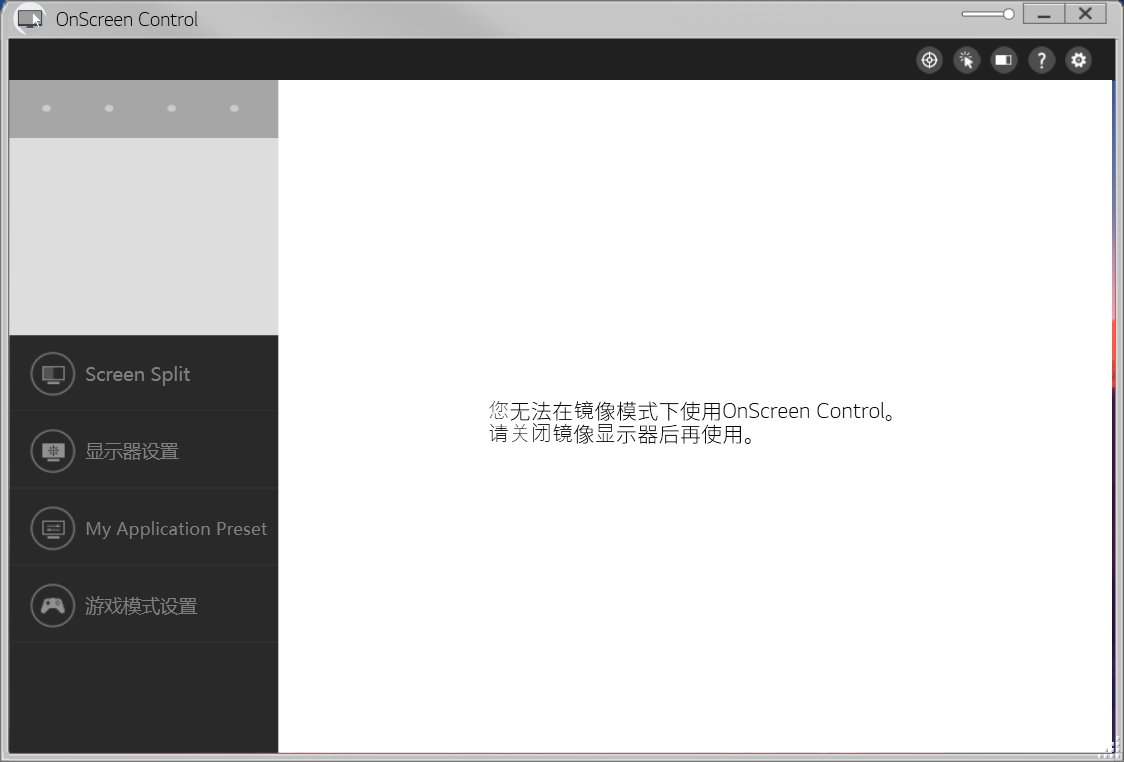 OnScreen Control
?
Screen Split
显示器设置
My Application Preset
游戏模式设置
您无法在镜像模式下使用OnScreen Control。
请关闭镜像显示器后再使用。